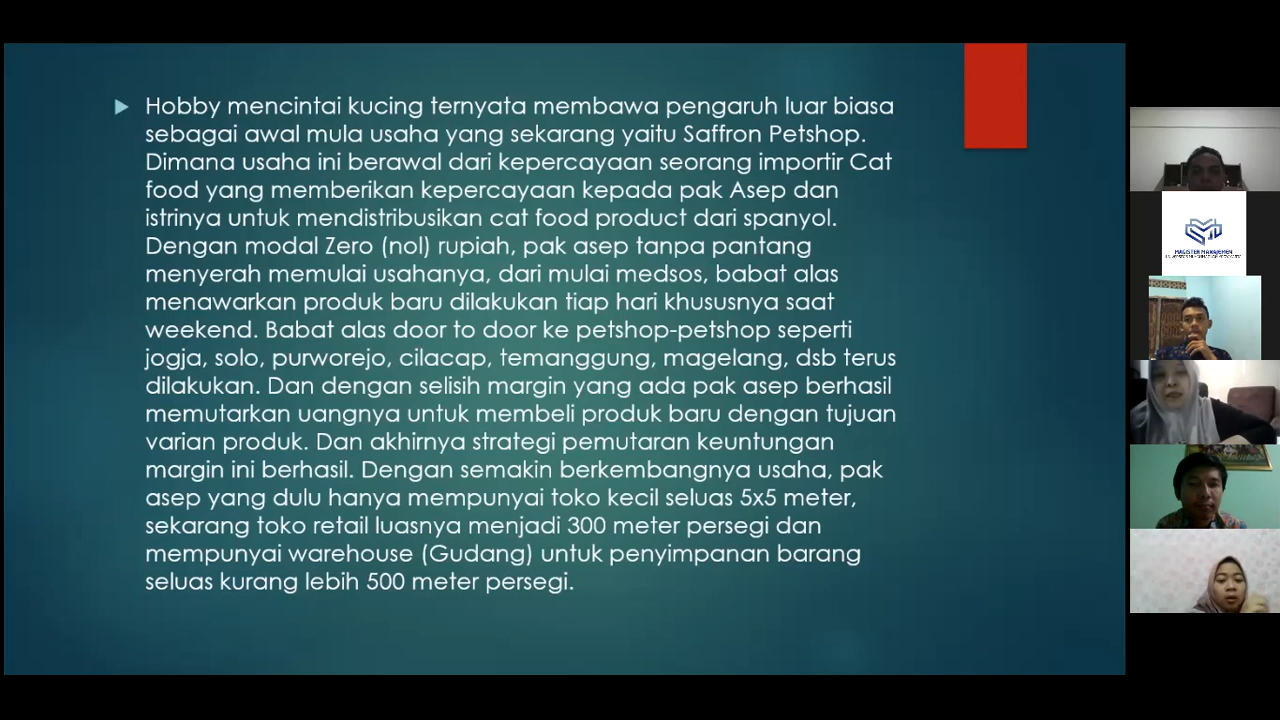 Hobby mencintai kucing ternyata membawa pengaruh luar biasa
sebagai awal mula usaha yang sekarang yaitu Saffron Petshop.
Dimana usaha ini berawal dari kepercayaan seorang importir Cat
food yang memberikan kepercayaan kepada pak Asep dan
istrinya untuk mendistribusikan cat food product dari spanyol.
Dengan modal Zero (nol) rupiah, pak asep tanpa pantang
menyerah memulai usahanya, dari mulai medsos, babat alas
menawarkan produk baru dilakukan tiap hari khususnya saat
weekend. Babat alas door to door ke petshop-petshop seperti
jogja, solo, purworejo, cilacap, temanggung, magelang, dsb terus
dilakukan. Dan dengan selisih margin yang ada pak asep berhasil
memutarkan uangnya untuk membeli produk baru dengan tujuan
varian produk. Dan akhirnya strategi pemutaran keuntungan
margin ini berhasil. Dengan semakin berkembangnya usaha, pak
asep yang dulu hanya mempunyai toko kecil seluas 5x5 meter,
sekarang toko retail luasnya menjadi 300 meter persegi dan
mempunyai warehouse (Gudang) untuk penyimpanan barang
seluas kurang lebih 500 meter persegi.
MAGISTER MANAJEMEN